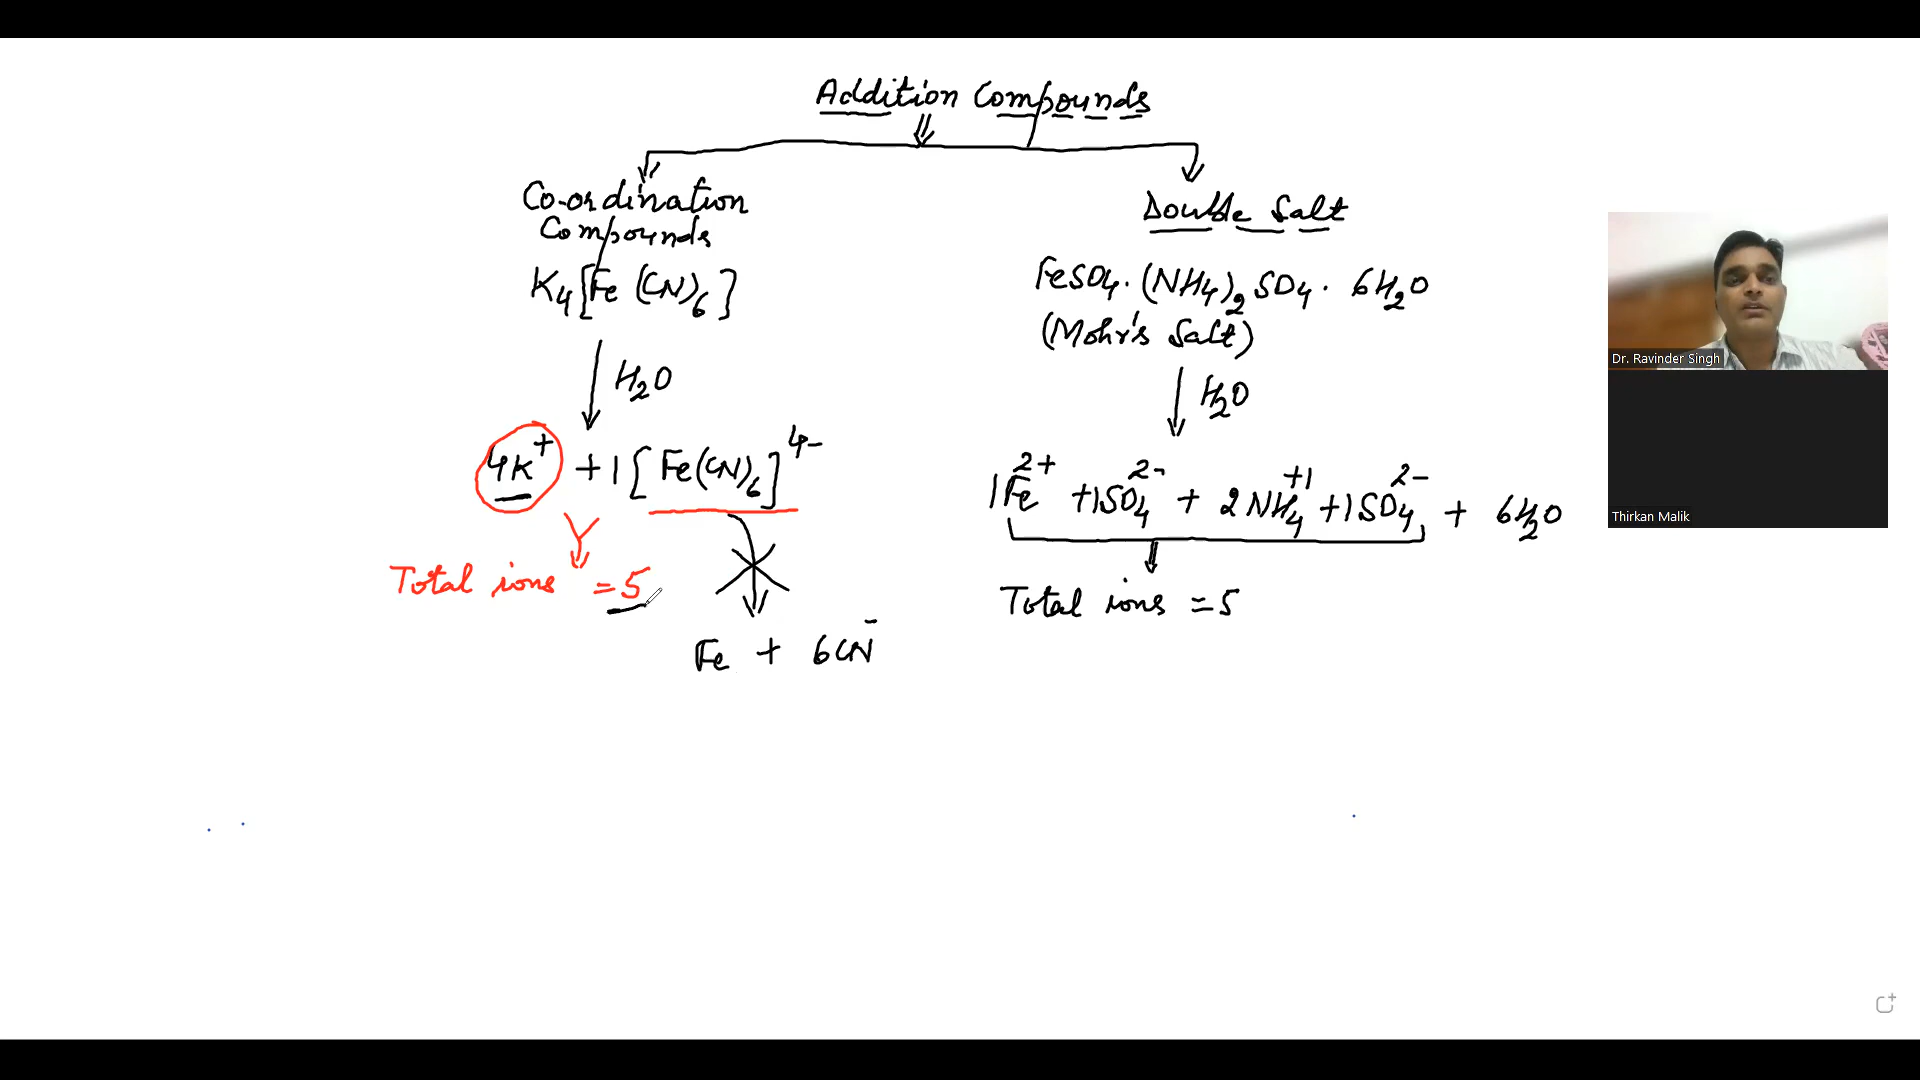 Addition Compounds
Co-ordination
Compounds
K4[Fe(CN)6]
H2O
4K+ + 1[Fe(CN)6]4-
Total ions = 5
Fe + 6CN-
Double Salt
FeSO4·(NH4)2SO4·6H2O
(Mohr's Salt)
H2O
1Fe2+ + 1SO42- + 2NH4+1 + 1SO42- + 6H2O
Total ions = 5
Dr. Ravinder Singh
Thirkan Malik